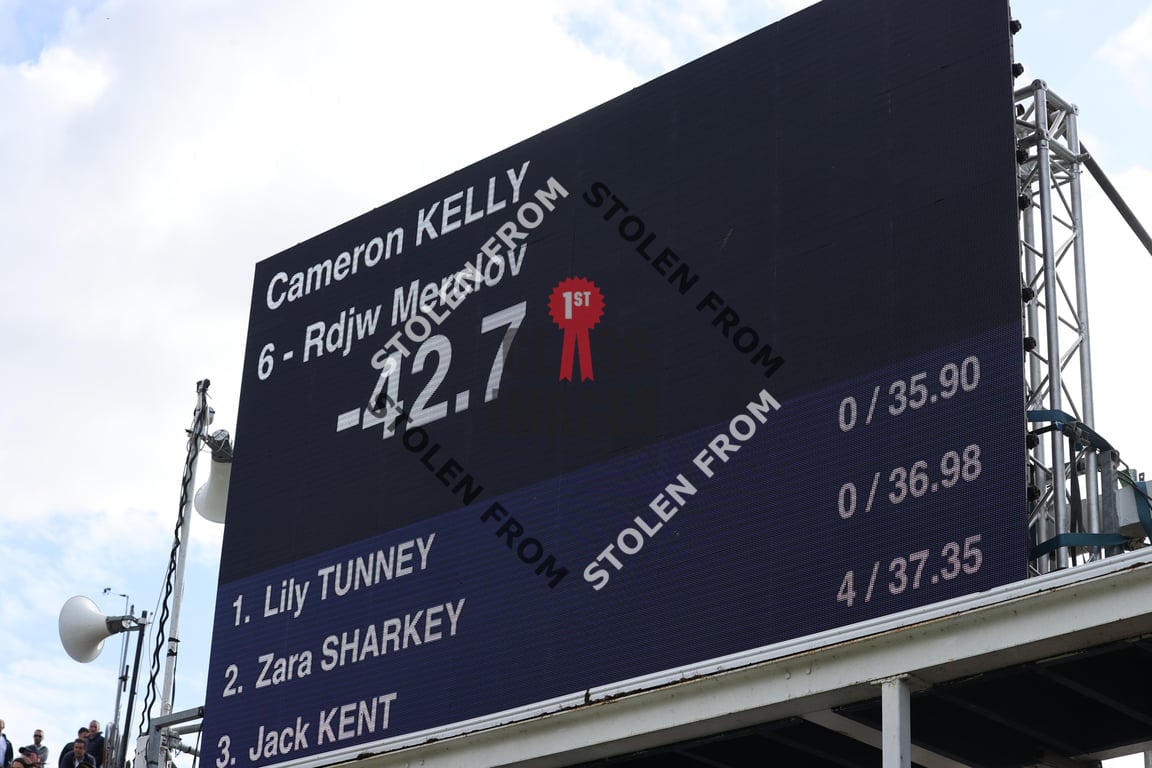 Cameron KELLY
6 - Rdjw
-42.7
1ST
1. Lily TUNNEY 0 / 35.90
2. Zara SHARKEY 0 / 36.98
3. Jack KENT 4 / 37.35
STOLEN FROM
STOLEN FROM
STOLEN FROM
STOLEN FROM